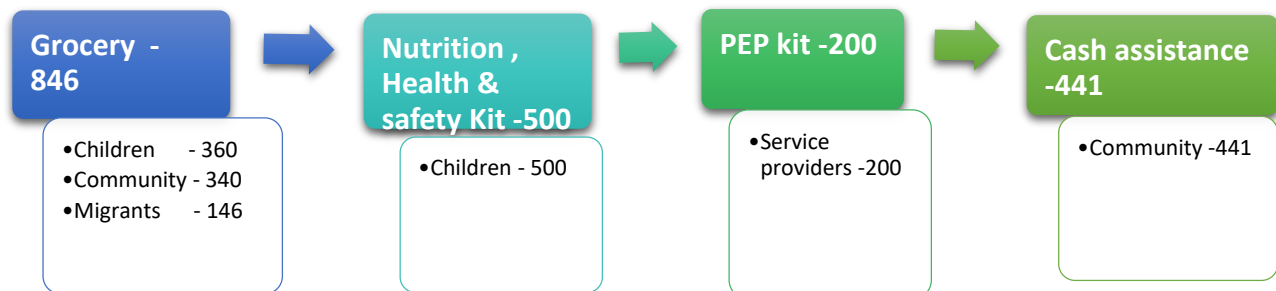 Grocery -
846
•Children - 360
•Community - 340
•Migrants - 146
Nutrition ,
Health &
safety Kit -500
•Children - 500
PEP kit -200
•Service
providers -200
Cash assistance
-441
•Community -441